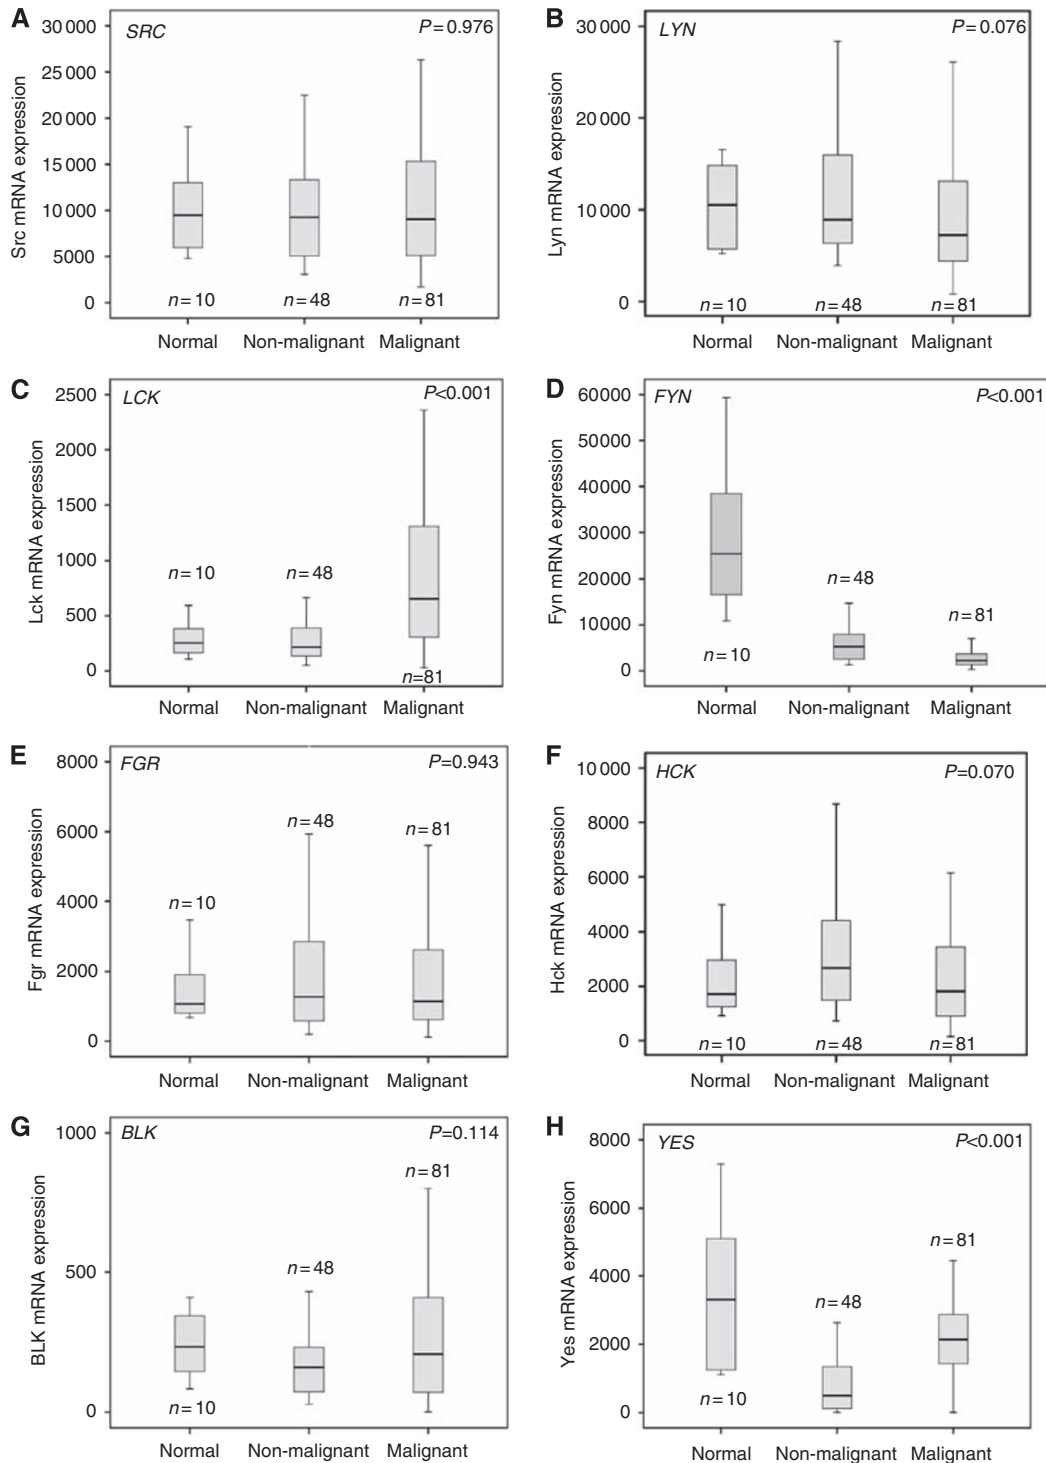 A
SRC
P=0.976
Src mRNA expression
30 000
25 000
20 000
15 000
10 000
5000
0
n=10
n=48
n=81
Normal
Non-malignant
Malignant
B
LYN
P=0.076
Lyn mRNA expression
30 000
20 000
10 000
0
n=10
n=48
n=81
Normal
Non-malignant
Malignant
C
LCK
P<0.001
Lck mRNA expression
2500
2000
1500
1000
500
0
n=10
n=48
n=81
Normal
Non-malignant
Malignant
D
FYN
P<0.001
Fyn mRNA expression
60000
50000
40000
30000
20000
10000
0
n=10
n=48
n=81
Normal
Non-malignant
Malignant
E
FGR
P=0.943
Fgr mRNA expression
8000
6000
4000
2000
0
n=10
n=48
n=81
Normal
Non-malignant
Malignant
F
HCK
P=0.070
Hck mRNA expression
10 000
8000
6000
4000
2000
0
n=10
n=48
n=81
Normal
Non-malignant
Malignant
G
BLK
P=0.114
BLK mRNA expression
1000
500
0
n=10
n=48
n=81
Normal
Non-malignant
Malignant
H
YES
P<0.001
Yes mRNA expression
8000
6000
4000
2000
0
n=10
n=48
n=81
Normal
Non-malignant
Malignant